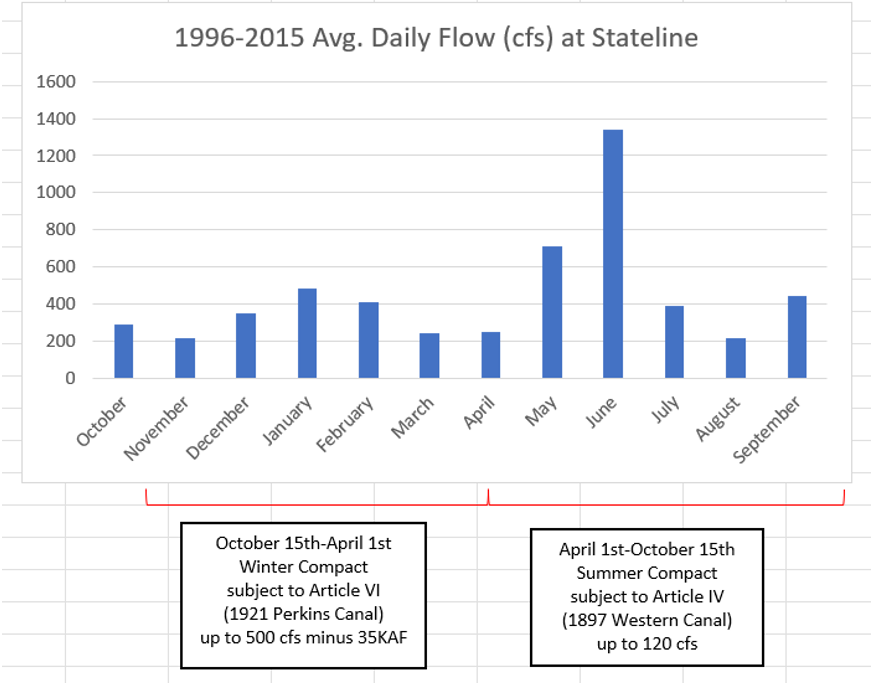 1996-2015 Avg. Daily Flow (cfs) at Stateline
1600
1400
1200
1000
800
600
400
200
0
October
November
December
January
February
March
April
May
June
July
August
September
October 15th-April 1st
Winter Compact
subject to Article VI
(1921 Perkins Canal)
up to 500 cfs minus 35KAF
April 1st-October 15th
Summer Compact
subject to Article IV
(1897 Western Canal)
up to 120 cfs